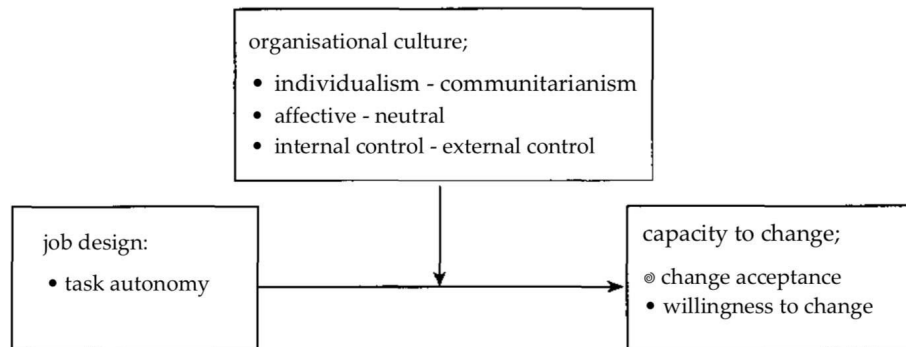 organisational culture;
• individualism - communitarianism
• affective - neutral
• internal control - external control
job design:
• task autonomy
capacity to change;
• change acceptance
• willingness to change